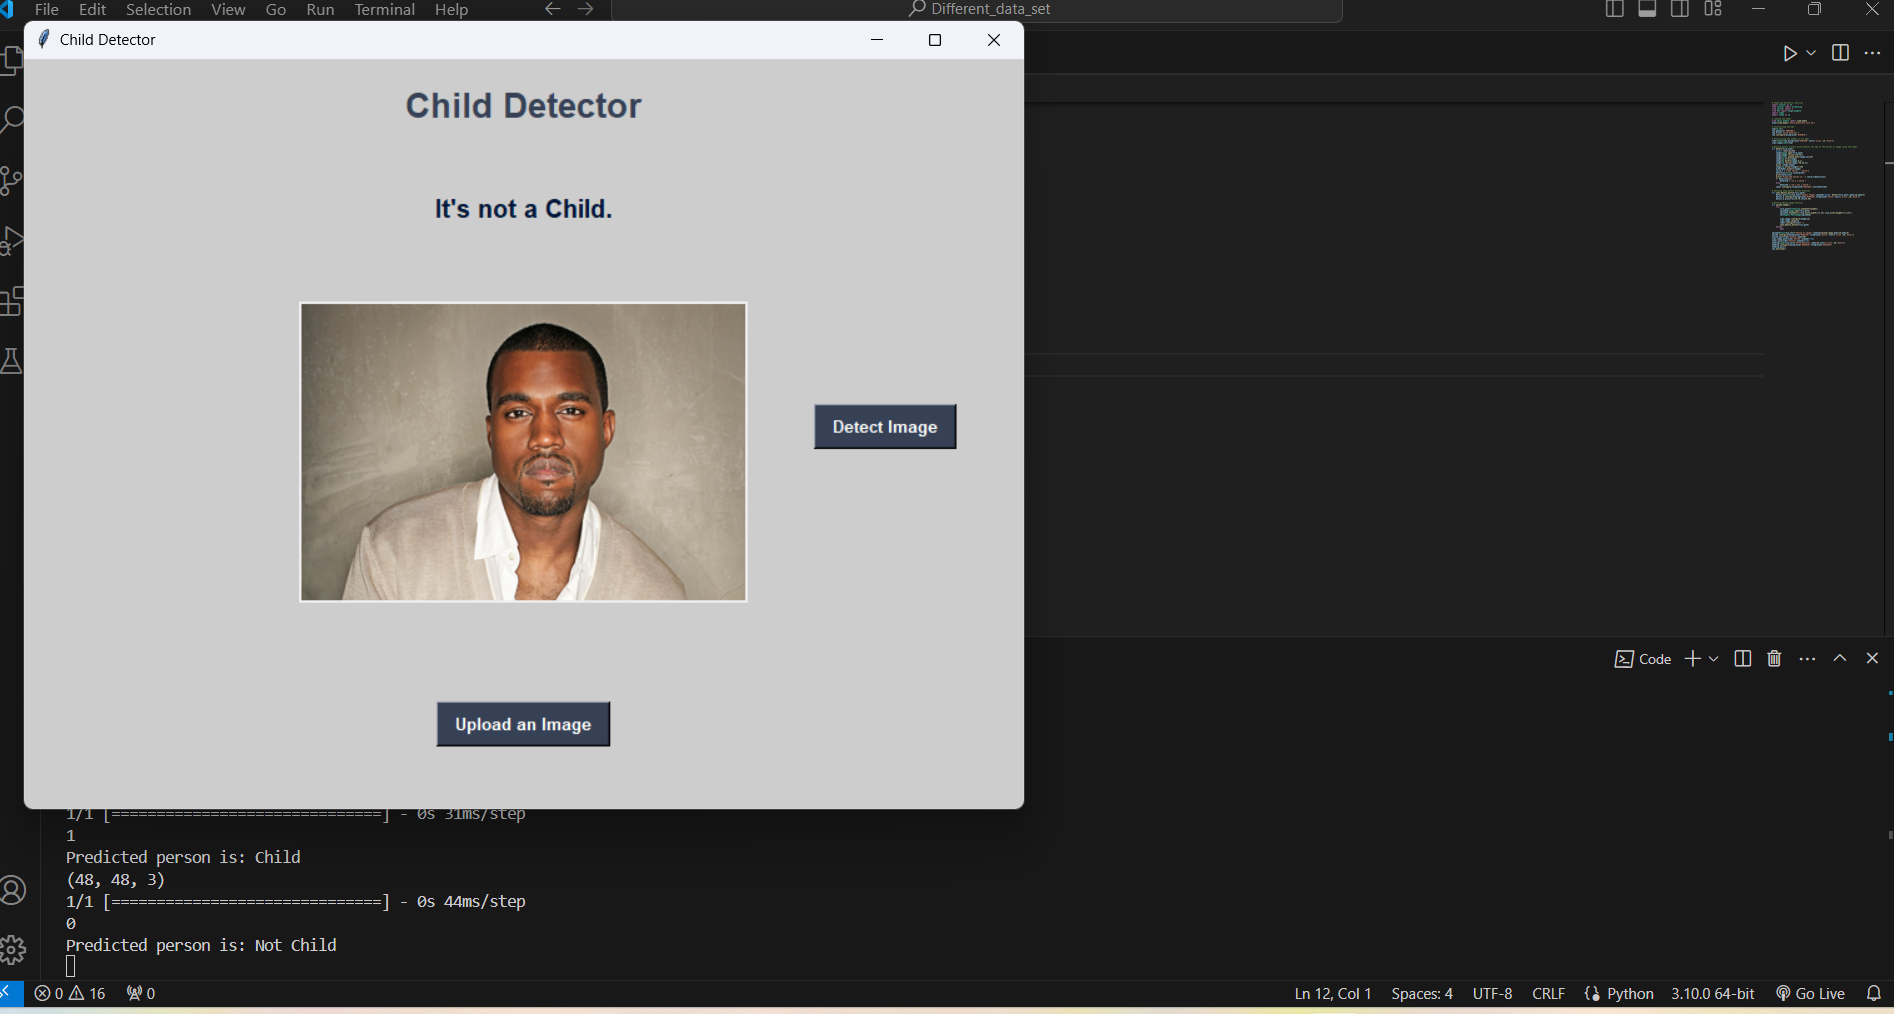 File Edit Selection View Go Run Terminal Help
Different_data_set
Child Detector
Child Detector
It's not a Child.
Detect Image
Upload an Image
Code
1/1 [==============================] - 0s 31ms/step
1
Predicted person is: Child
(48, 48, 3)
1/1 [==============================] - 0s 44ms/step
0
Predicted person is: Not Child
0 16 0
Ln 12, Col 1 Spaces: 4 UTF-8 CRLF Python 3.10.0 64-bit Go Live